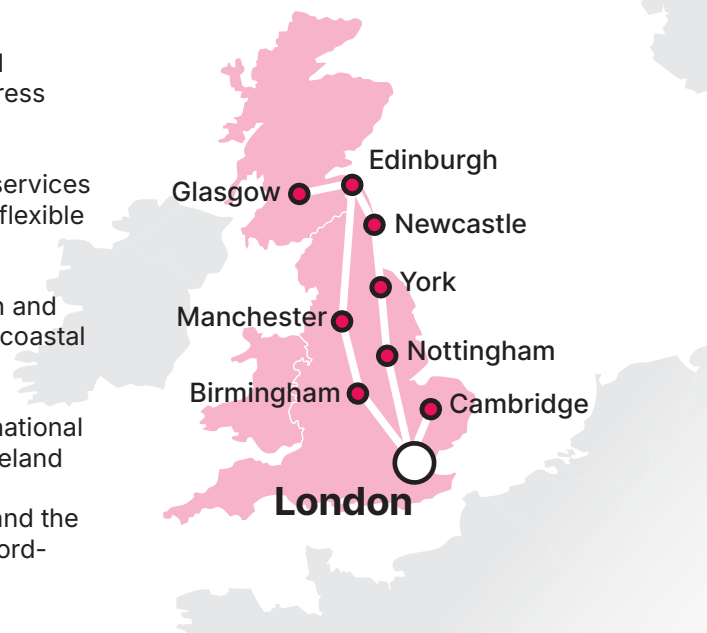 ress
services
flexible
and
coastal
national
eland
and the
ord-
Edinburgh
Glasgow
Newcastle
York
Manchester
Nottingham
Birmingham
Cambridge
London